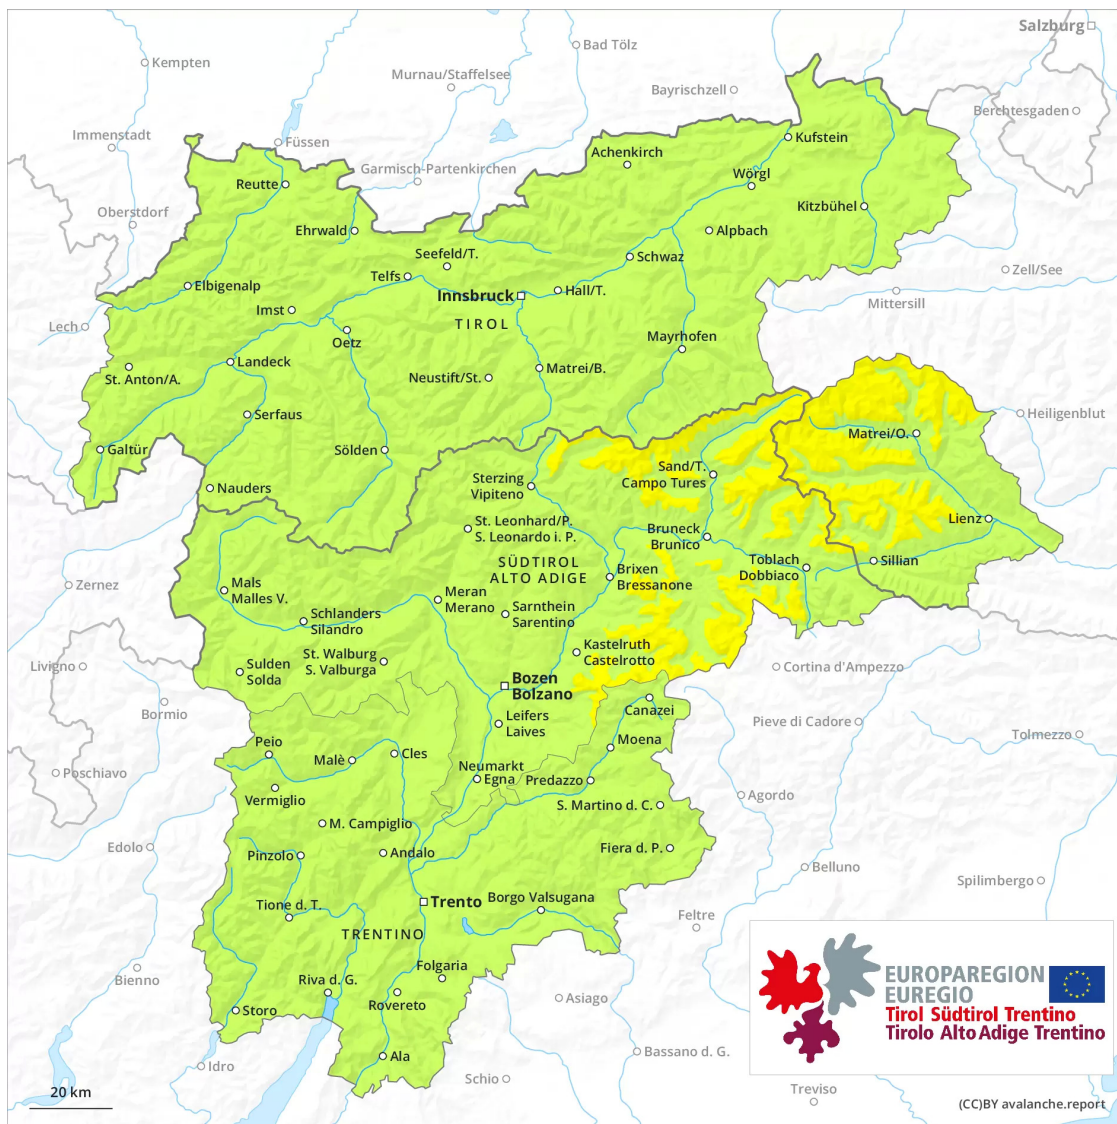 Salzburg
Bad Tölz
Kempten
Murnau/Staffelsee
Bayrischzell
Berchtesgaden
Immenstadt
Füssen
Kufstein
Achenkirch
Garmisch-Partenkirchen
Wörgl
Reutte
Oberstdorf
Kitzbühel
Ehrwald
Alpbach
Seefeld/T.
Schwaz
Zell/See
Telfs
Elbigenalp
Hall/T.
Innsbruck
Mittersill
Imst
TIROL
Lech
Oetz
Mayrhofen
Landeck
Matrei/B.
St. Anton/A.
Neustift/St.
Serfaus
Heiligenblut
Matrei/O.
Galtür
Sölden
Sand/T.
Campo Tures
Sterzing
Vipiteno
Nauders
Lienz
St. Leonhard/P.
S. Leonardo i. P.
Bruneck
Brunico
SÜDTIROL
ALTO ADIGE
Toblach
Dobbiaco
Sillian
Brixen
Bressanone
Zernez
Mals
Malles V.
Meran
Merano
Sarnthein
Sarentino
Schlanders
Silandro
Kastelruth
Castelrotto
St. Walburg
S. Valburga
Livigno
Sulden
Solda
Cortina d'Ampezzo
Bozen
Bolzano
Bormio
Canazei
Leifers
Laives
Pieve di Cadore
Tolmezzo
Moena
Peio
Cles
Malè
Poschiavo
Neumarkt
Egna
Predazzo
Vermiglio
Agordo
S. Martino d. C.
M. Campiglio
Edolo
Fiera d. P.
Pinzolo
Andalo
Belluno
Spilimbergo
Trento
Borgo Valsugana
Tione d. T.
Feltre
TRENTINO
Bienno
Folgaria
Riva d. G.
EUROPAREGION
EUREGIO
Tirol Südtirol Trentino
Tirolo Alto Adige Trentino
Asiago
Rovereto
Storo
Bassano d. G.
Ala
Idro
Schio
Treviso
20 km
(CC)BY avalanche.report